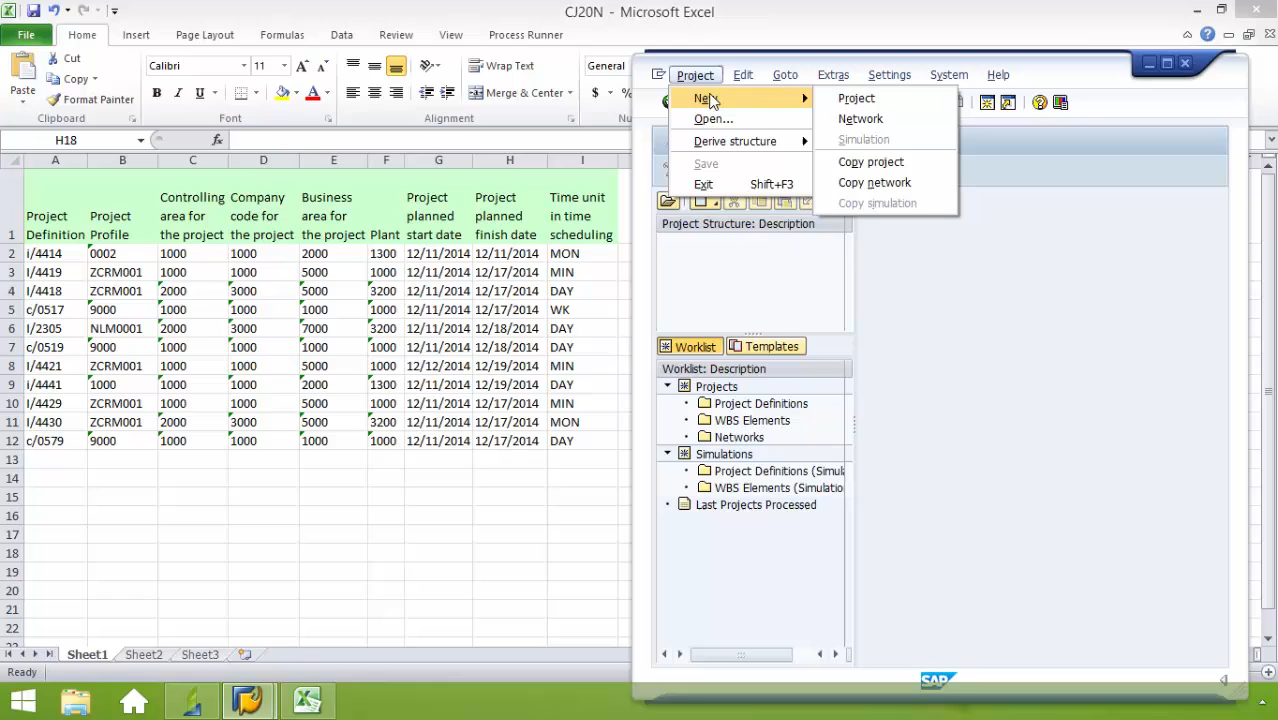 CJ20N - Microsoft Excel
File Home Insert Page Layout Formulas Data Review View Process Runner
Paste
Cut
Copy
Format Painter
Calibri 11
B I U
Wrap Text
Merge & Center
General
$ %
Clipboard Font Alignment
H18 fx
A B C D E F G H I
1 Project Definition Project Profile Controlling area for the project Company code for the project Business area for the project Plant Project planned start date Project planned finish date Time unit in time scheduling
2 i/4414 0002 1000 1000 2000 1300 12/11/2014 12/11/2014 MON
3 I/4419 ZCRM001 1000 1000 5000 1000 12/11/2014 12/17/2014 MIN
4 I/4418 ZCRM001 2000 3000 5000 3200 12/11/2014 12/17/2014 DAY
5 c/0517 9000 1000 1000 1000 1000 12/11/2014 12/17/2014 WK
6 I/2305 NLM0001 2000 3000 7000 3200 12/11/2014 12/18/2014 DAY
7 c/0519 9000 1000 1000 1000 1000 12/11/2014 12/18/2014 DAY
8 I/4421 ZCRM001 1000 1000 5000 1000 12/12/2014 12/19/2014 MIN
9 i/4441 1000 1000 1000 2000 1300 12/11/2014 12/19/2014 DAY
10 I/4429 ZCRM001 1000 1000 5000 1000 12/11/2014 12/17/2014 MIN
11 I/4430 ZCRM001 2000 3000 5000 3200 12/11/2014 12/17/2014 MON
12 c/0579 9000 1000 1000 1000 1000 12/11/2014 12/17/2014 DAY
13
14
15
16
17
18
19
20
21
22
Sheet1 Sheet2 Sheet3
Ready
Project Edit Goto Extras Settings System Help
New
Open...
Derive structure
Save
Exit Shift+F3
Project
Network
Simulation
Copy project
Copy network
Copy simulation
Project Structure: Description
Worklist Templates
Worklist: Description
Projects
Project Definitions
WBS Elements
Networks
Simulations
Project Definitions (Simula
WBS Elements (Simulatio
Last Projects Processed
SAP